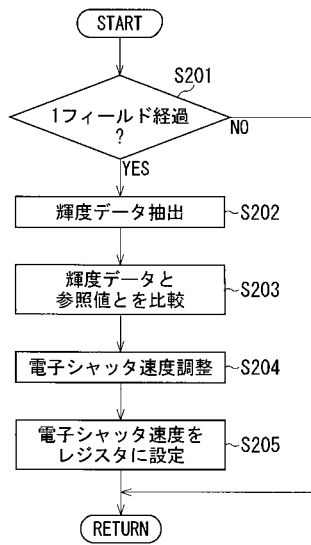 START
S201
1フィールド経過
?
NO
YES
輝度データ抽出
S202
輝度データと
参照値とを比較
S203
電子シャッタ速度調整
S204
電子シャッタ速度を
レジスタに設定
S205
RETURN